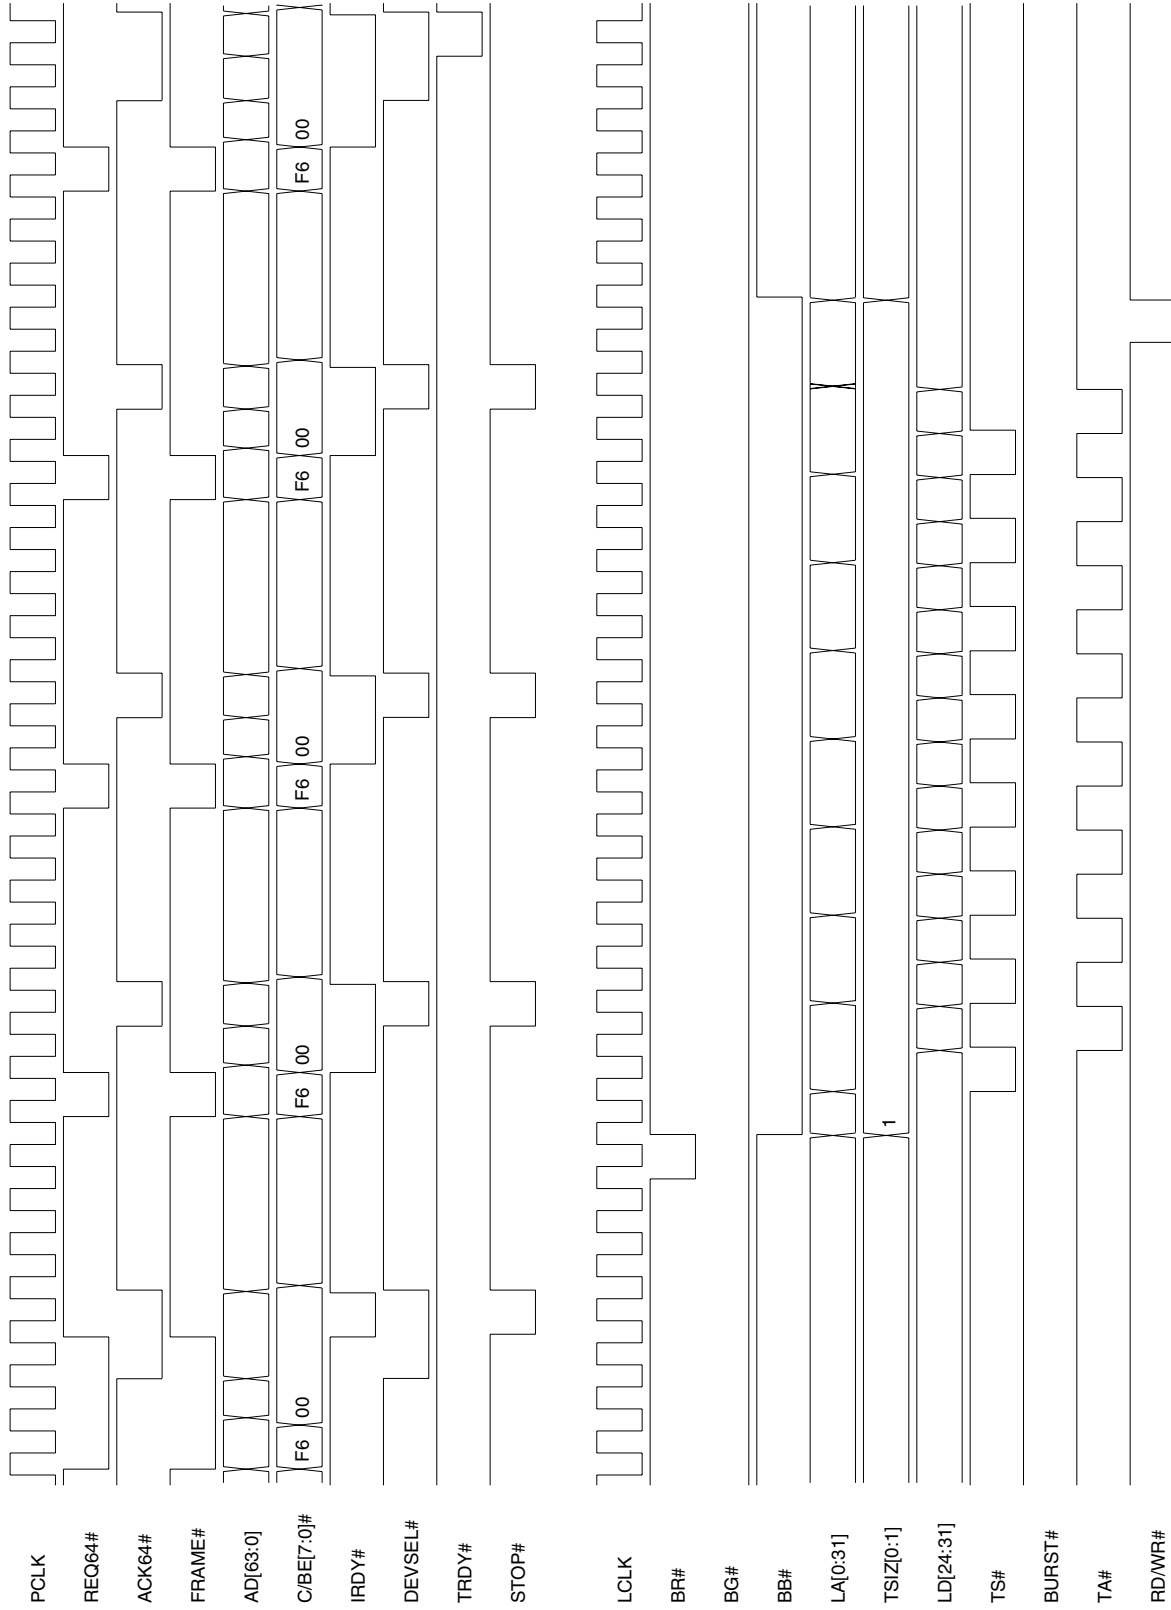 PCLK
REQ64#
ACK64#
FRAME#
AD[63:0]
C/BE[7:0]# F6 00 F6 00 F6 00 F6 00 F6 00
IRDY#
DEVSEL#
TRDY#
STOP#
LCLK
BR#
BG#
BB#
LA[0:31]
TSIZ[0:1] 1
LD[24:31]
TS#
BURST#
TA#
RD/WR#